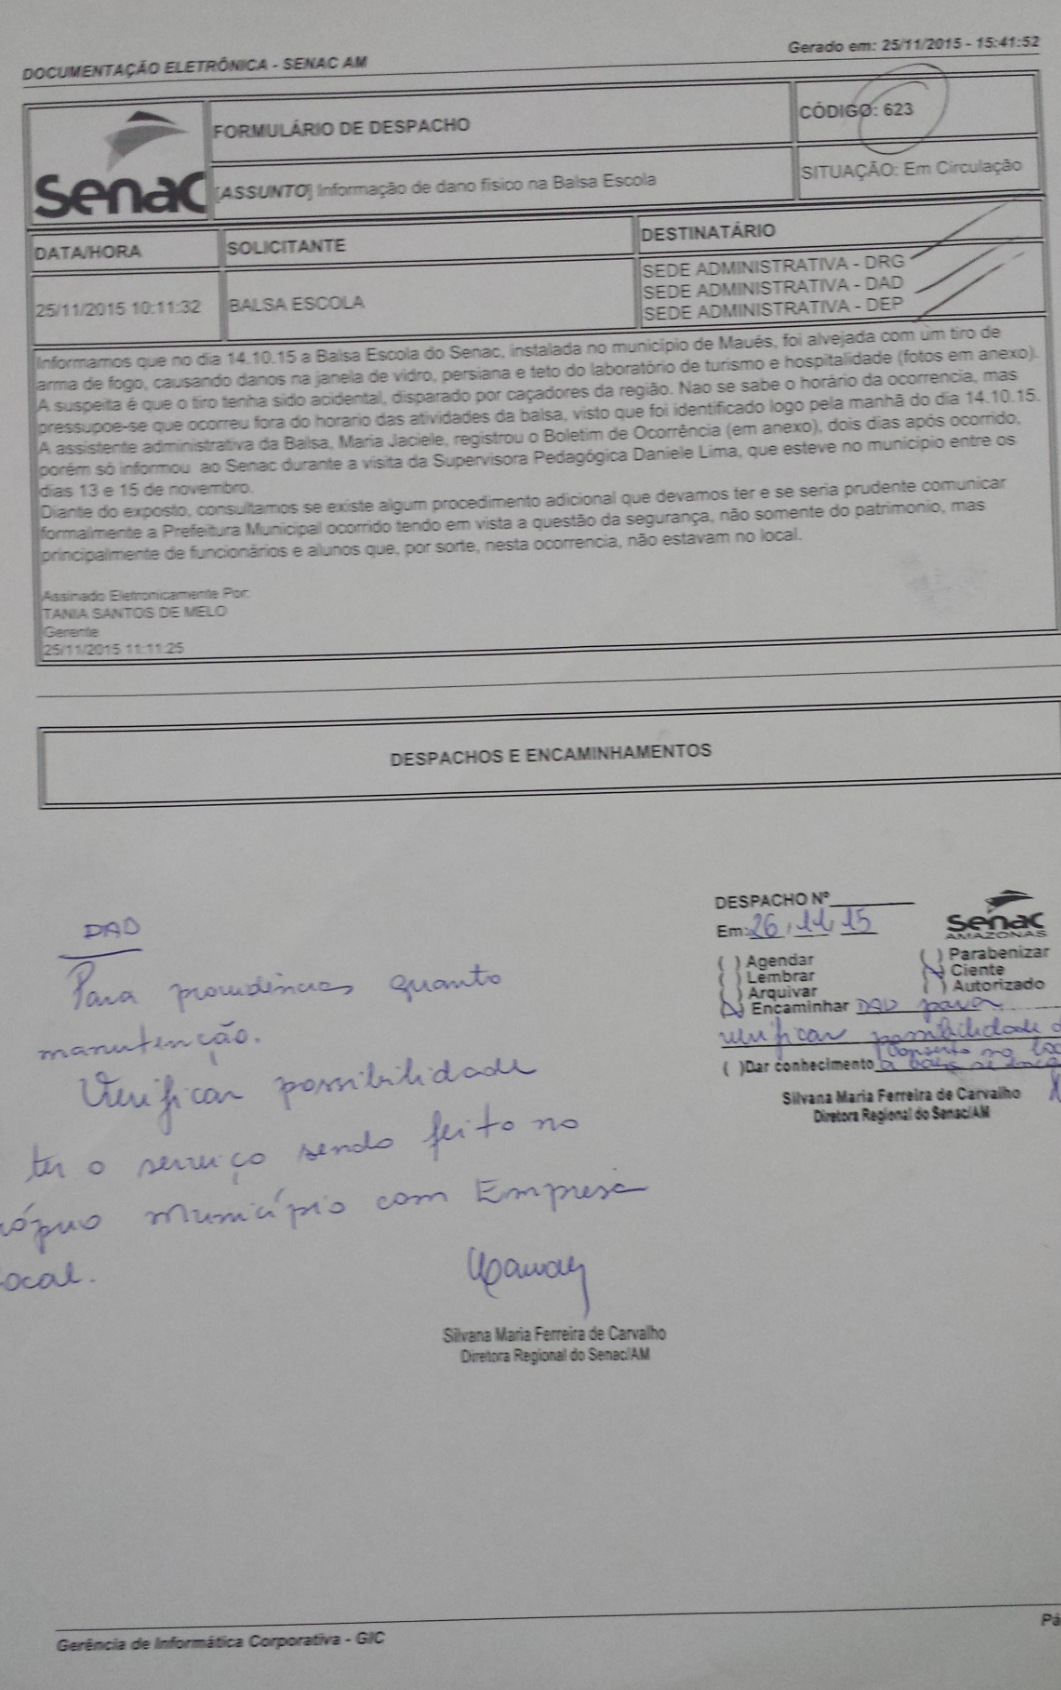 DOCUMENTAÇÃO ELETRÔNICA - SENAC AM
Gerado em: 25/11/2015 - 15:41:52
senac
FORMULÁRIO DE DESPACHO
CÓDIGO: 623
[ASSUNTO] Informação de dano físico na Balsa Escola
SITUAÇÃO: Em Circulação
DATA/HORA
SOLICITANTE
DESTINATÁRIO
25/11/2015 10:11:32
BALSA ESCOLA
SEDE ADMINISTRATIVA - DRG
SEDE ADMINISTRATIVA - DAD
SEDE ADMINISTRATIVA - DEP
Informamos que no dia 14.10.15 a Balsa Escola do Senac, instalada no município de Maués, foi alvejada com um tiro de
arma de fogo, causando danos na janela de vidro, persiana e teto do laboratório de turismo e hospitalidade (fotos em anexo).
A suspeita é que o tiro tenha sido acidental, disparado por caçadores da região. Nao se sabe o horário da ocorrencia, mas
pressupoe-se que ocorreu fora do horario das atividades da balsa, visto que foi identificado logo pela manhã do dia 14.10.15.
A assistente administrativa da Balsa, Maria Jaciele, registrou o Boletim de Ocorrência (em anexo), dois dias após ocorrido,
porém só informou ao Senac durante a visita da Supervisora Pedagógica Daniele Lima, que esteve no municipio entre os
dias 13 e 15 de novembro.
Diante do exposto, consultamos se existe algum procedimento adicional que devamos ter e se seria prudente comunicar
formalmente a Prefeitura Municipal ocorrido tendo em vista a questão da segurança, não somente do patrimonio, mas
principalmente de funcionários e alunos que, por sorte, nesta ocorrencia, não estavam no local.
Assinado Eletronicamente Por:
TANIA SANTOS DE MELO
Gerente
25/11/2015 11:11:25
DESPACHOS E ENCAMINHAMENTOS
DESPACHO Nº
Em: 26/11/15
senac
AMAZONAS
( ) Agendar
( ) Lembrar
( ) Arquivar
(x) Encaminhar DAD para
( ) Parabenizar
(x) Ciente
( ) Autorizado
verificar possibilidade
conserto no
( )Dar conhecimento a
Silvana Maria Ferreira de Carvalho
Diretora Regional do Senac/AM
DAD
Para providências quanto
manutenção.
Verificar possibilidade
ter o serviço sendo feito no
óprio município com Empresa
ocal.
Silvana Maria Ferreira de Carvalho
Diretora Regional do Senac/AM
Gerência de Informática Corporativa - GIC
Pá